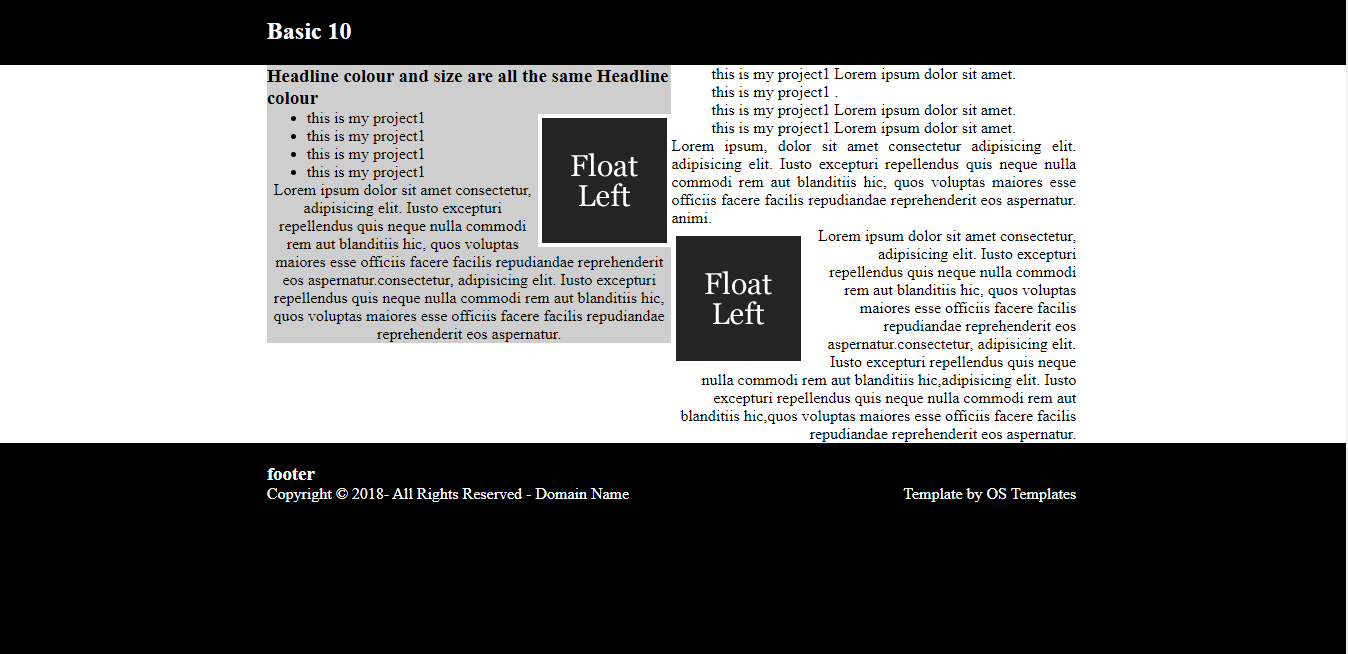 Basic 10
Headline colour and size are all the same Headline
colour
this is my project1
this is my project1
this is my project1
this is my project1
Float
Left
Lorem ipsum dolor sit amet consectetur,
adipisicing elit. Iusto excepturi
repellendus quis neque nulla commodi
rem aut blanditiis hic, quos voluptas
maiores esse officiis facere facilis repudiandae reprehenderit
eos aspernatur.consectetur, adipisicing elit. Iusto excepturi
repellendus quis neque nulla commodi rem aut blanditiis hic,
quos voluptas maiores esse officiis facere facilis repudiandae
reprehenderit eos aspernatur.
this is my project1 Lorem ipsum dolor sit amet.
this is my project1 .
this is my project1 Lorem ipsum dolor sit amet.
this is my project1 Lorem ipsum dolor sit amet.
Lorem ipsum, dolor sit amet consectetur adipisicing elit.
adipisicing elit. Iusto excepturi repellendus quis neque nulla
commodi rem aut blanditiis hic, quos voluptas maiores esse
officiis facere facilis repudiandae reprehenderit eos aspernatur.
animi.
Float
Left
Lorem ipsum dolor sit amet consectetur,
adipisicing elit. Iusto excepturi
repellendus quis neque nulla commodi
rem aut blanditiis hic, quos voluptas
maiores esse officiis facere facilis
repudiandae reprehenderit eos
aspernatur.consectetur, adipisicing elit.
Iusto excepturi repellendus quis neque
nulla commodi rem aut blanditiis hic,adipisicing elit. Iusto
excepturi repellendus quis neque nulla commodi rem aut
blanditiis hic,quos voluptas maiores esse officiis facere facilis
repudiandae reprehenderit eos aspernatur.
footer
Copyright © 2018- All Rights Reserved - Domain Name
Template by OS Templates